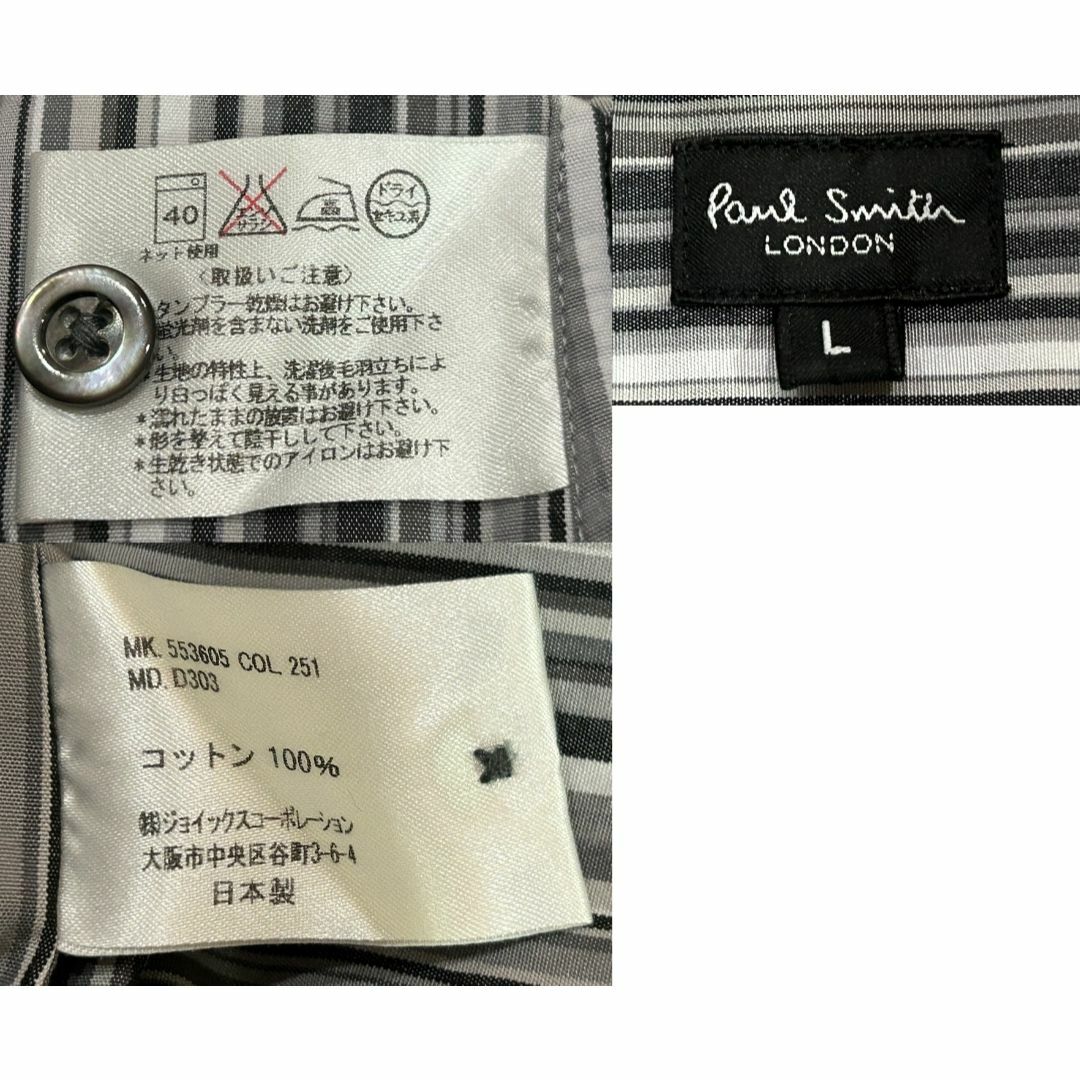 40
サラシ
ドライ
セキユ系
ネット使用
〈取扱いご注意〉
タンブラー乾燥はお避け下さい。
蛍光剤を含まない洗剤をご使用下さ
い。
生地の特性上、洗濯後毛羽立ちによ
り白っぽく見える事があります。
*濡れたままの放置はお避け下さい。
*形を整えて陰干しして下さい。
*生乾き状態でのアイロンはお避け下
さい。
Paul Smith
LONDON
L
MK. 553605 COL 251
MD. D303
コットン 100%
㈱ジョイックスコーポレーション
大阪市中央区谷町3-6-4
日本製